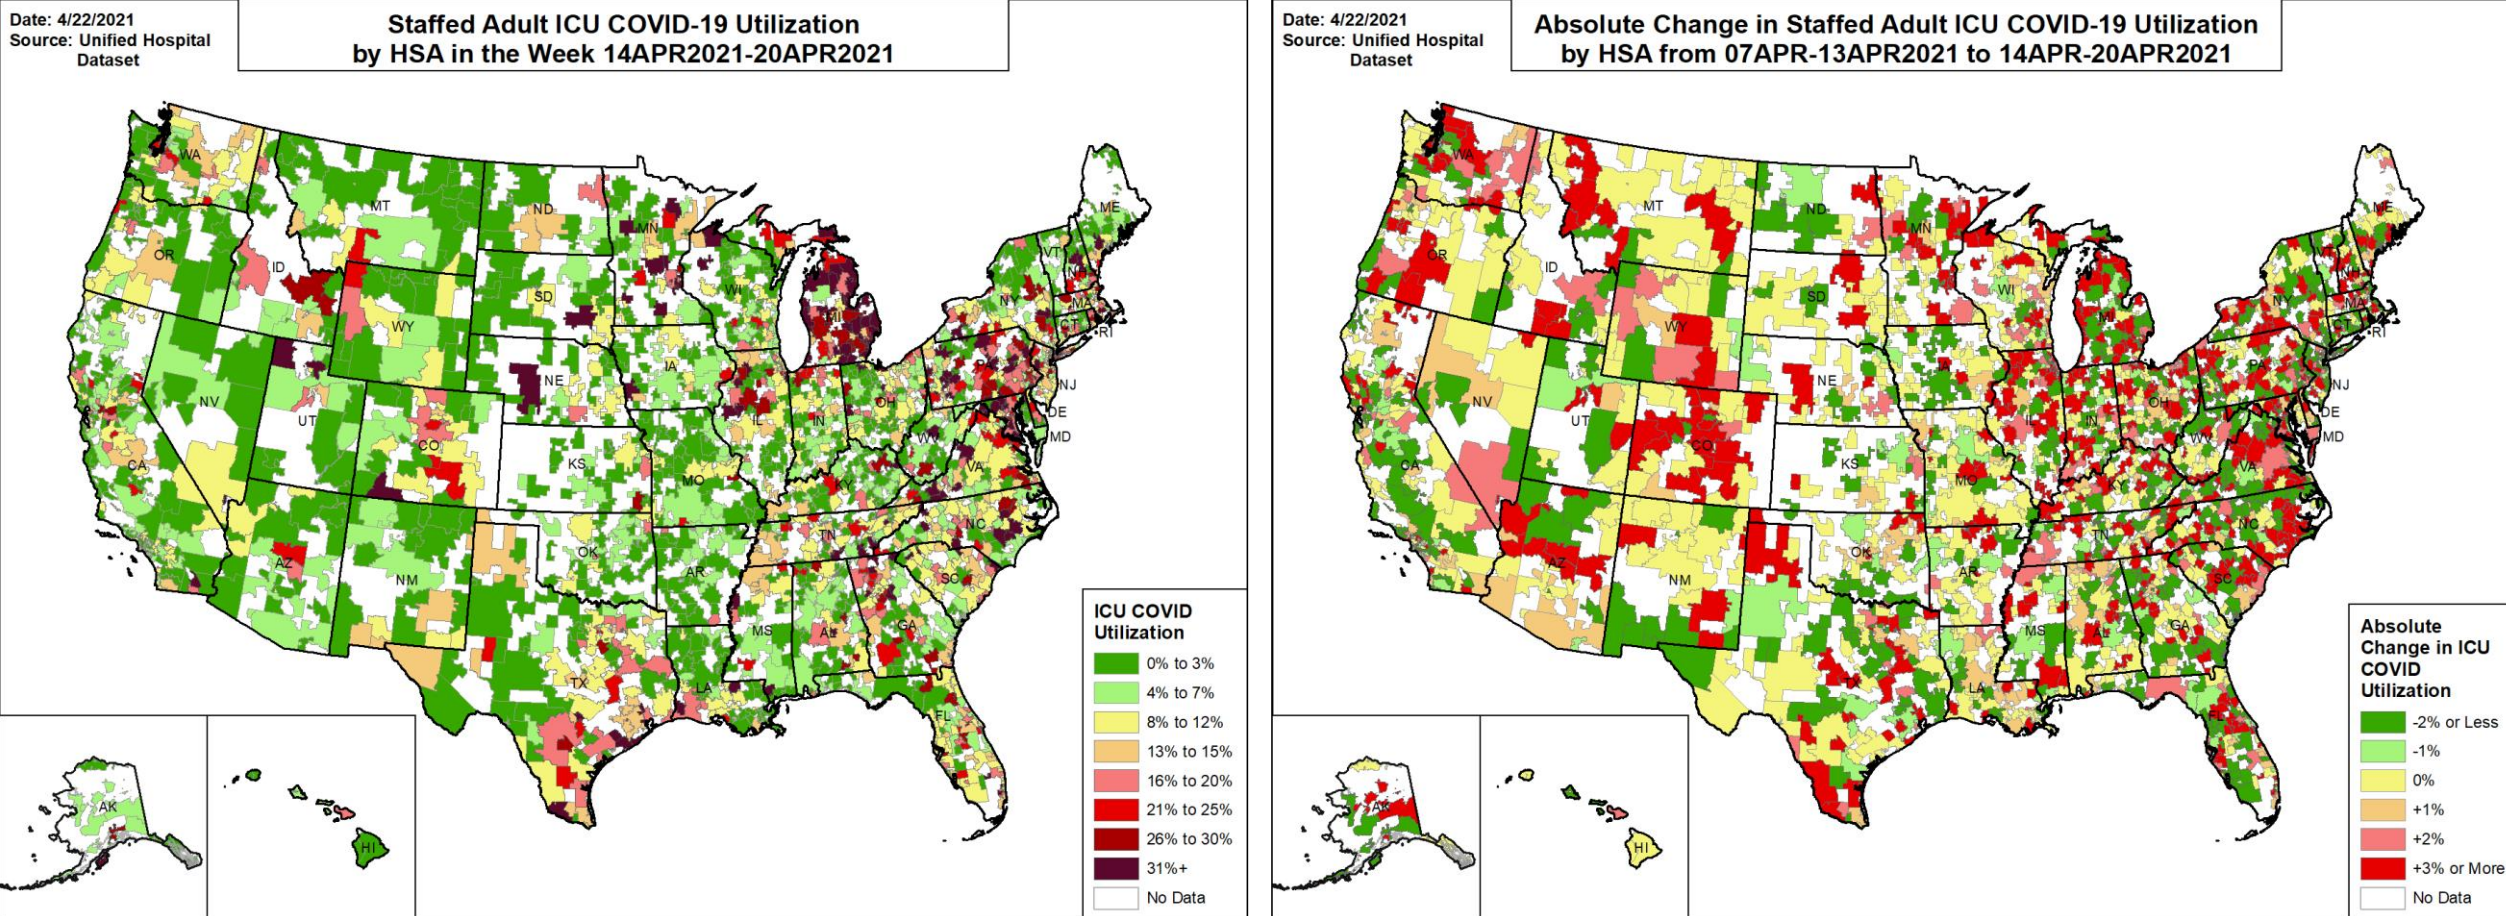 Date: 4/22/2021
Source: Unified Hospital
Dataset
Staffed Adult ICU COVID-19 Utilization
by HSA in the Week 14APR2021-20APR2021
WA
MT
ND
MN
ME
OR
ID
SD
WI
MI
VT
NH
NY
MA
CT
RI
WY
IA
NE
PA
NJ
NV
UT
CO
IL
IN
OH
DE
MD
WV
VA
CA
KS
MO
KY
NC
TN
AZ
NM
OK
AR
SC
MS
AL
GA
TX
LA
FL
AK
HI
ICU COVID
Utilization
0% to 3%
4% to 7%
8% to 12%
13% to 15%
16% to 20%
21% to 25%
26% to 30%
31%+
No Data
Date: 4/22/2021
Source: Unified Hospital
Dataset
Absolute Change in Staffed Adult ICU COVID-19 Utilization
by HSA from 07APR-13APR2021 to 14APR-20APR2021
WA
MT
ND
MN
ME
OR
ID
SD
WI
MI
VT
NH
NY
MA
CT
RI
WY
IA
NE
PA
NJ
NV
UT
CO
IL
IN
OH
DE
MD
WV
VA
CA
KS
MO
KY
NC
TN
AZ
NM
OK
AR
SC
MS
AL
GA
TX
LA
FL
AK
HI
Absolute
Change in ICU
COVID
Utilization
-2% or Less
-1%
0%
+1%
+2%
+3% or More
No Data